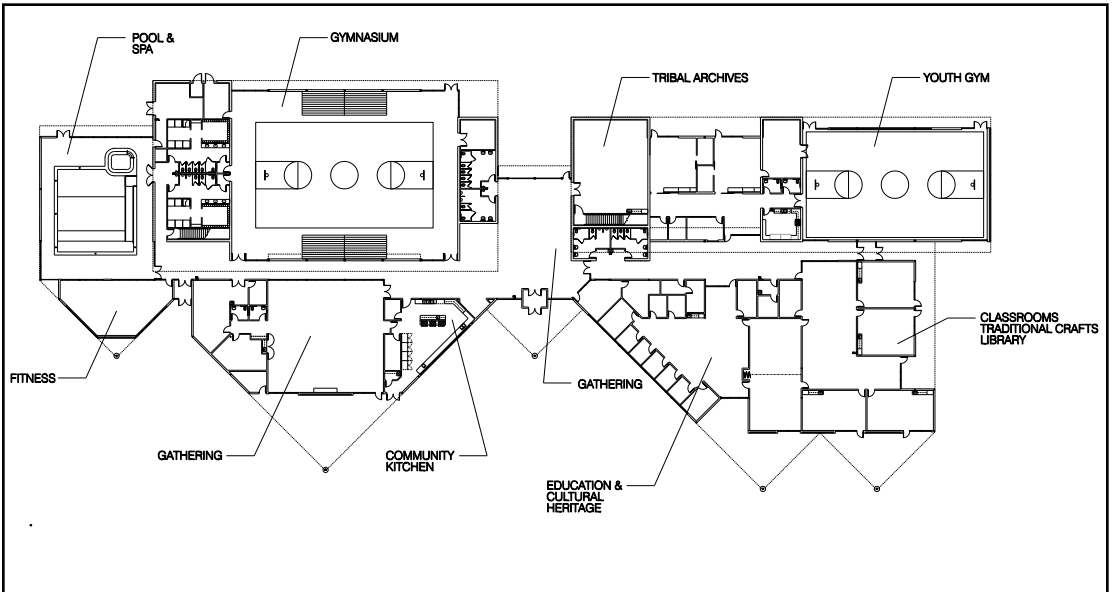 POOL &
SPA
GYMNASIUM
TRIBAL ARCHIVES
YOUTH GYM
CLASSROOMS
TRADITIONAL CRAFTS
LIBRARY
FITNESS
GATHERING
GATHERING
COMMUNITY
KITCHEN
EDUCATION &
CULTURAL
HERITAGE